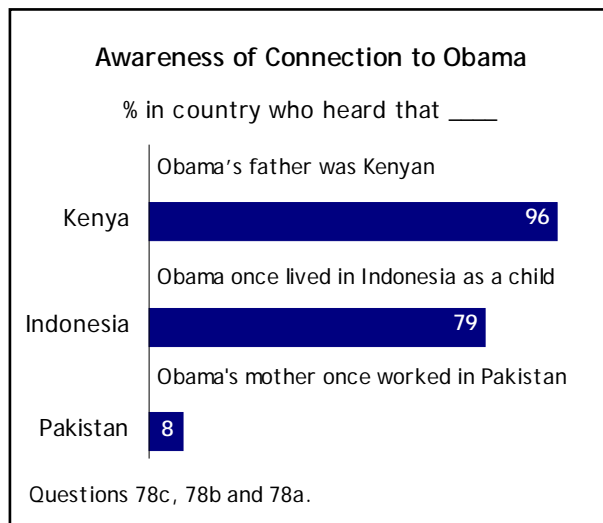 Awareness of Connection to Obama
% in country who heard that ____
Obama’s father was Kenyan
Kenya
96
Obama once lived in Indonesia as a child
Indonesia
79
Obama's mother once worked in Pakistan
Pakistan
8
Questions 78c, 78b and 78a.